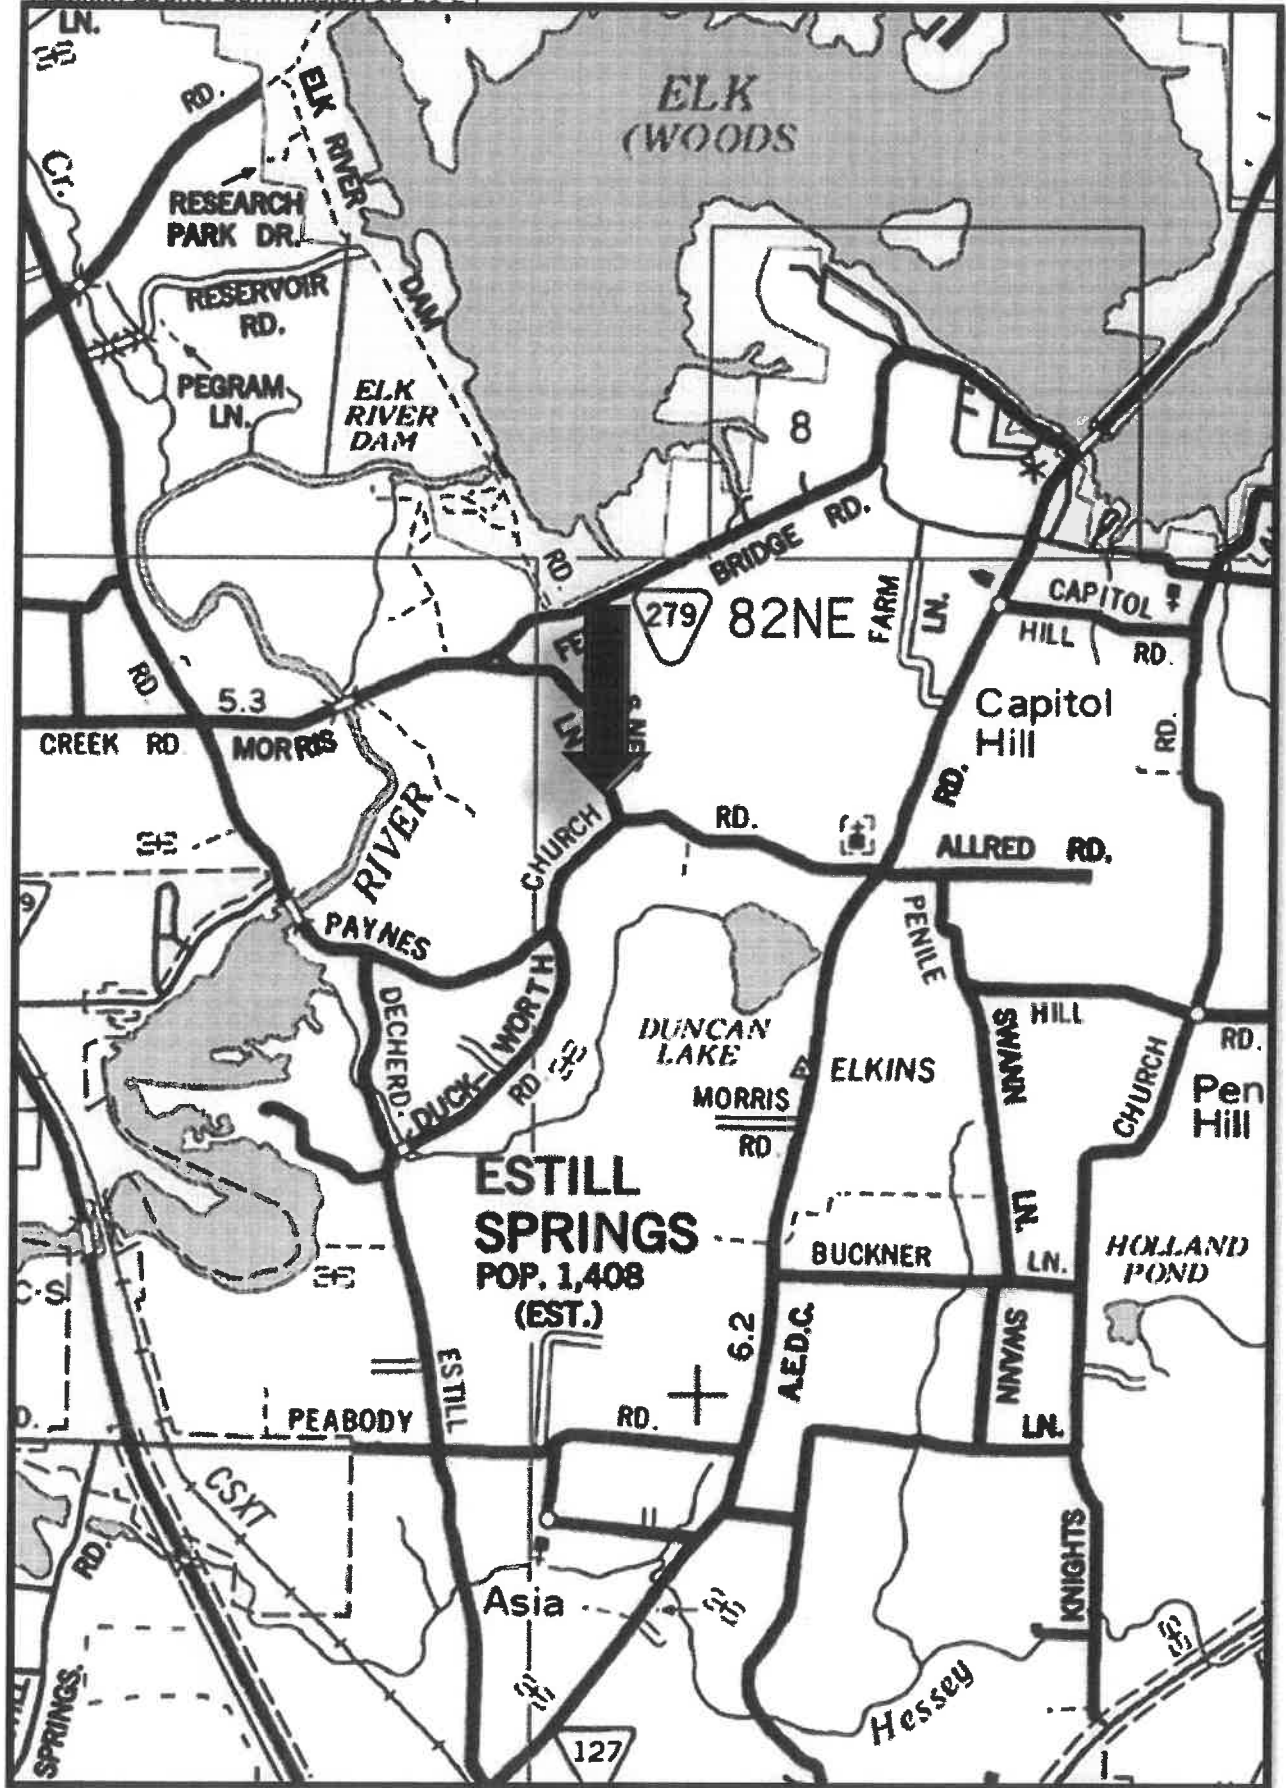 LN.
RD.
ELK
(WOODS
ELK RIVER DAM
Cr.
RESEARCH
PARK DR.
RESERVOIR
RD.
PEGRAM
LN.
ELK
RIVER
DAM
8
RD.
BRIDGE RD.
279
82NE
FARM
LN.
CAPITOL
HILL
RD.
RD.
5.3
CREEK RD.
MORRIS
LN.
Capitol
Hill
RD.
RD.
RIVER
CHURCH
RD.
ALLRED RD.
9
PAYNES
PENILE
DECHERD.
DUCK-WORTH
RD.
DUNCAN
LAKE
SWANN
HILL
RD.
MORRIS
RD.
ELKINS
CHURCH
Pen
Hill
ESTILL
SPRINGS
POP. 1,408
(EST.)
LN.
BUCKNER
LN.
HOLLAND
POND
6.2
A.E.D.C.
SWANN
LN.
ESTILL
PEABODY
RD.
CSXT
RD.
Asia
KNIGHTS
SPRINGS.
Hessey
127